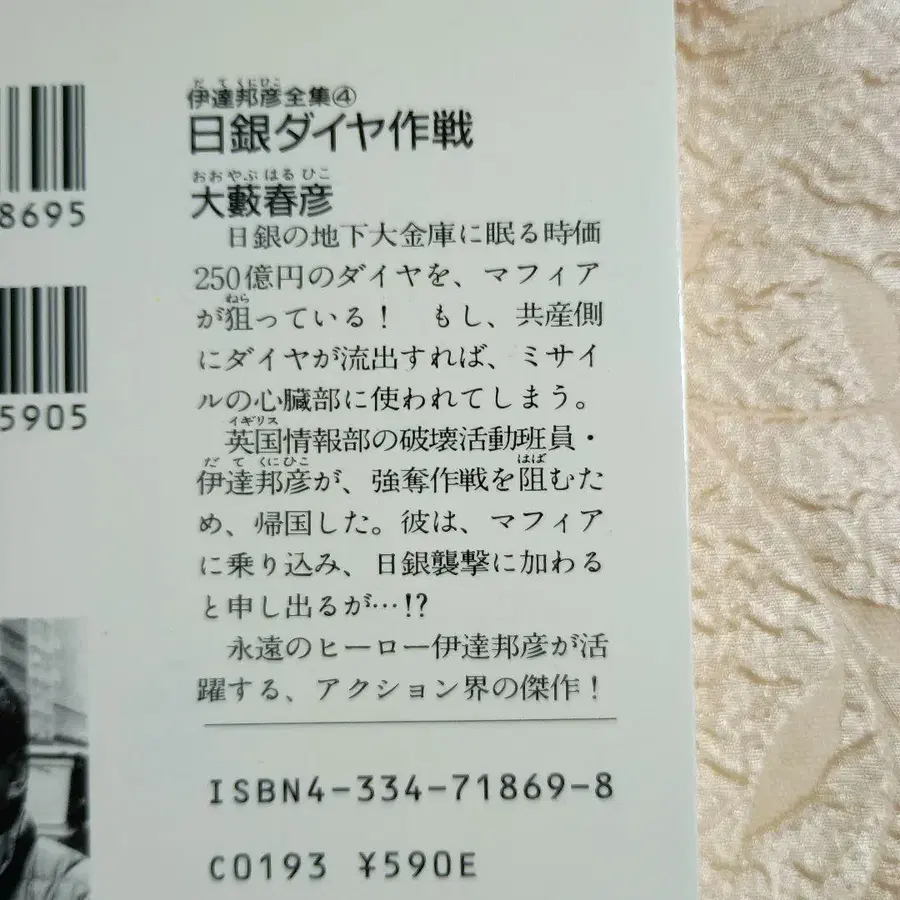 8695
5905
伊達邦彦全集④
日銀ダイヤ作戦
大藪春彦
日銀の地下大金庫に眠る時価
250億円のダイヤを、マフィア
が狙っている！　もし、共産側
にダイヤが流出すれば、ミサイ
ルの心臓部に使われてしまう。
英国情報部の破壊活動班員・
伊達邦彦が、強奪作戦を阻むた
め、帰国した。彼は、マフィア
に乗り込み、日銀襲撃に加わる
と申し出るが…!?
永遠のヒーロー伊達邦彦が活
躍する、アクション界の傑作！
ISBN4-334-71869-8
C0193 ¥590E